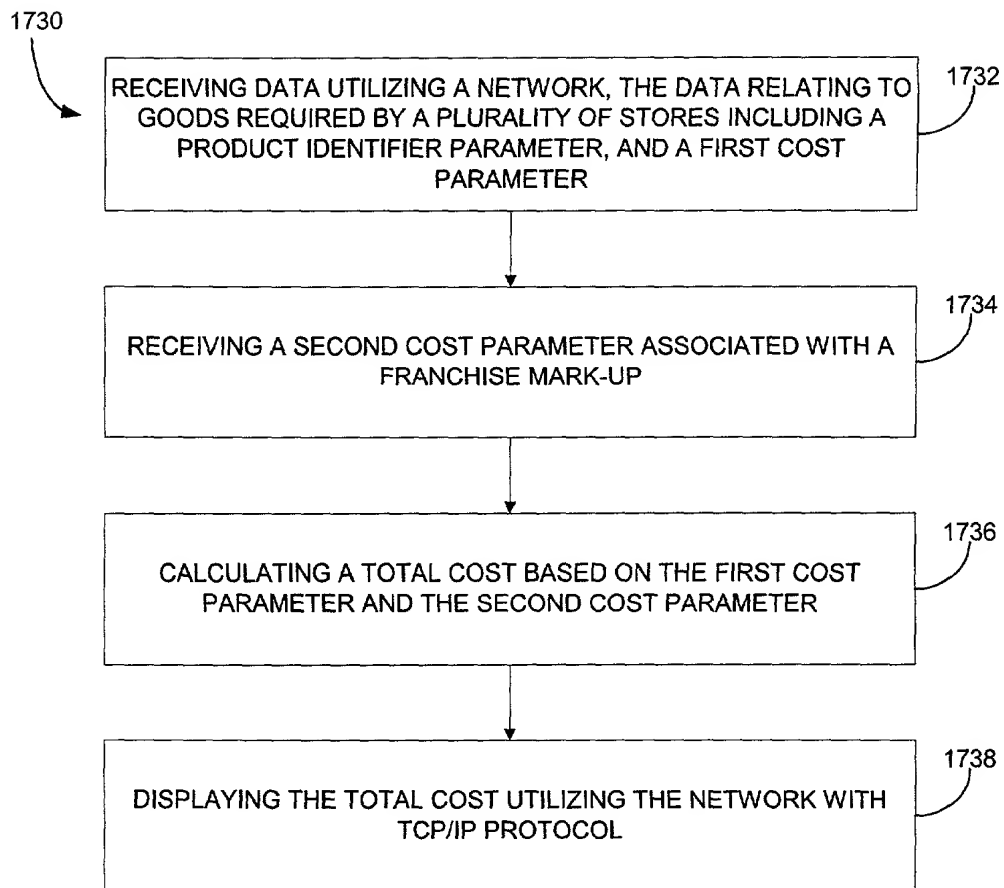 1730
RECEIVING DATA UTILIZING A NETWORK, THE DATA RELATING TO
GOODS REQUIRED BY A PLURALITY OF STORES INCLUDING A
PRODUCT IDENTIFIER PARAMETER, AND A FIRST COST
PARAMETER
1732
RECEIVING A SECOND COST PARAMETER ASSOCIATED WITH A
FRANCHISE MARK-UP
1734
CALCULATING A TOTAL COST BASED ON THE FIRST COST
PARAMETER AND THE SECOND COST PARAMETER
1736
DISPLAYING THE TOTAL COST UTILIZING THE NETWORK WITH
TCP/IP PROTOCOL
1738